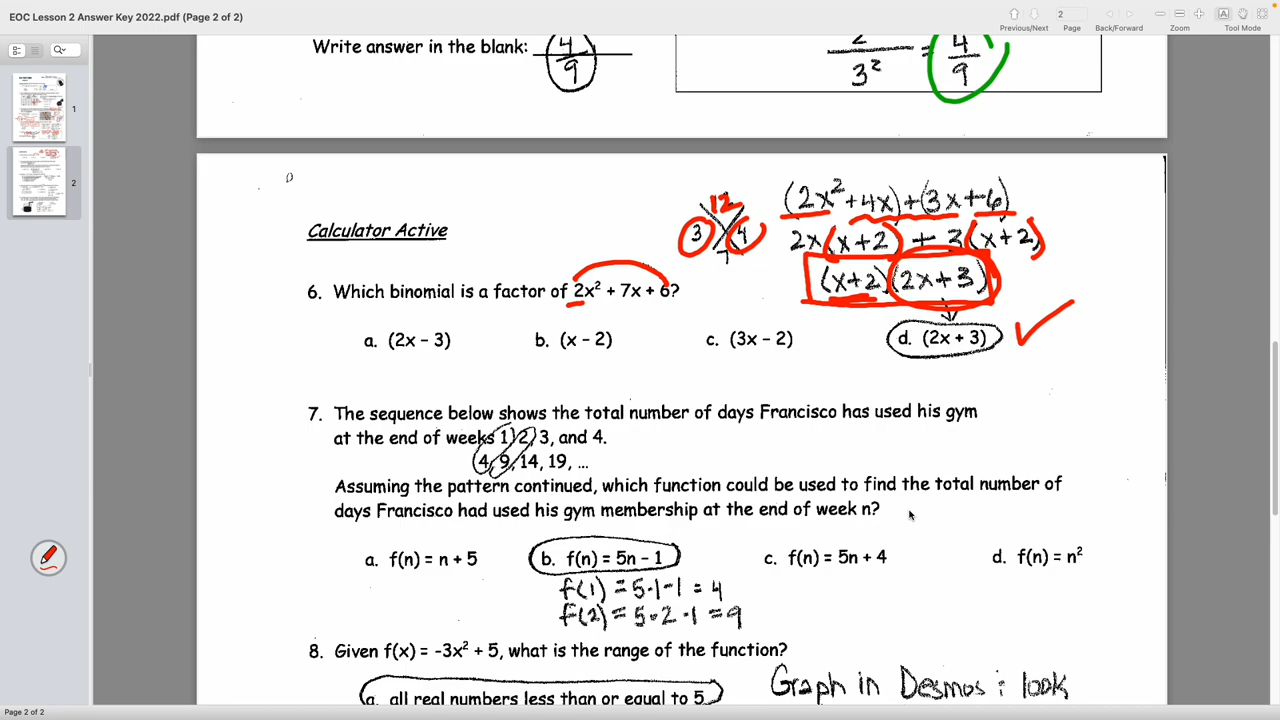 EOC Lesson 2 Answer Key 2022.pdf (Page 2 of 2)
2
Previous/Next Page Back/Forward Zoom Tool Mode
1
2
Write answer in the blank: 4/9
2
3² = 4/9
Calculator Active
12
3 4
7
(2x² + 4x) + (3x + 6)
2x (x+2) + 3 (x+2)
(x+2)(2x+3)
6. Which binomial is a factor of 2x² + 7x + 6?
a. (2x – 3) b. (x – 2) c. (3x – 2) d. (2x + 3)
7. The sequence below shows the total number of days Francisco has used his gym
at the end of weeks 1, 2, 3, and 4.
4, 9, 14, 19, ...
Assuming the pattern continued, which function could be used to find the total number of
days Francisco had used his gym membership at the end of week n?
a. f(n) = n + 5 b. f(n) = 5n – 1 c. f(n) = 5n + 4 d. f(n) = n²
f(1) = 5·1-1 = 4
f(2) = 5·2-1 = 9
8. Given f(x) = -3x² + 5, what is the range of the function?
a. all real numbers less than or equal to 5
Graph in Desmos & look
Page 2 of 2